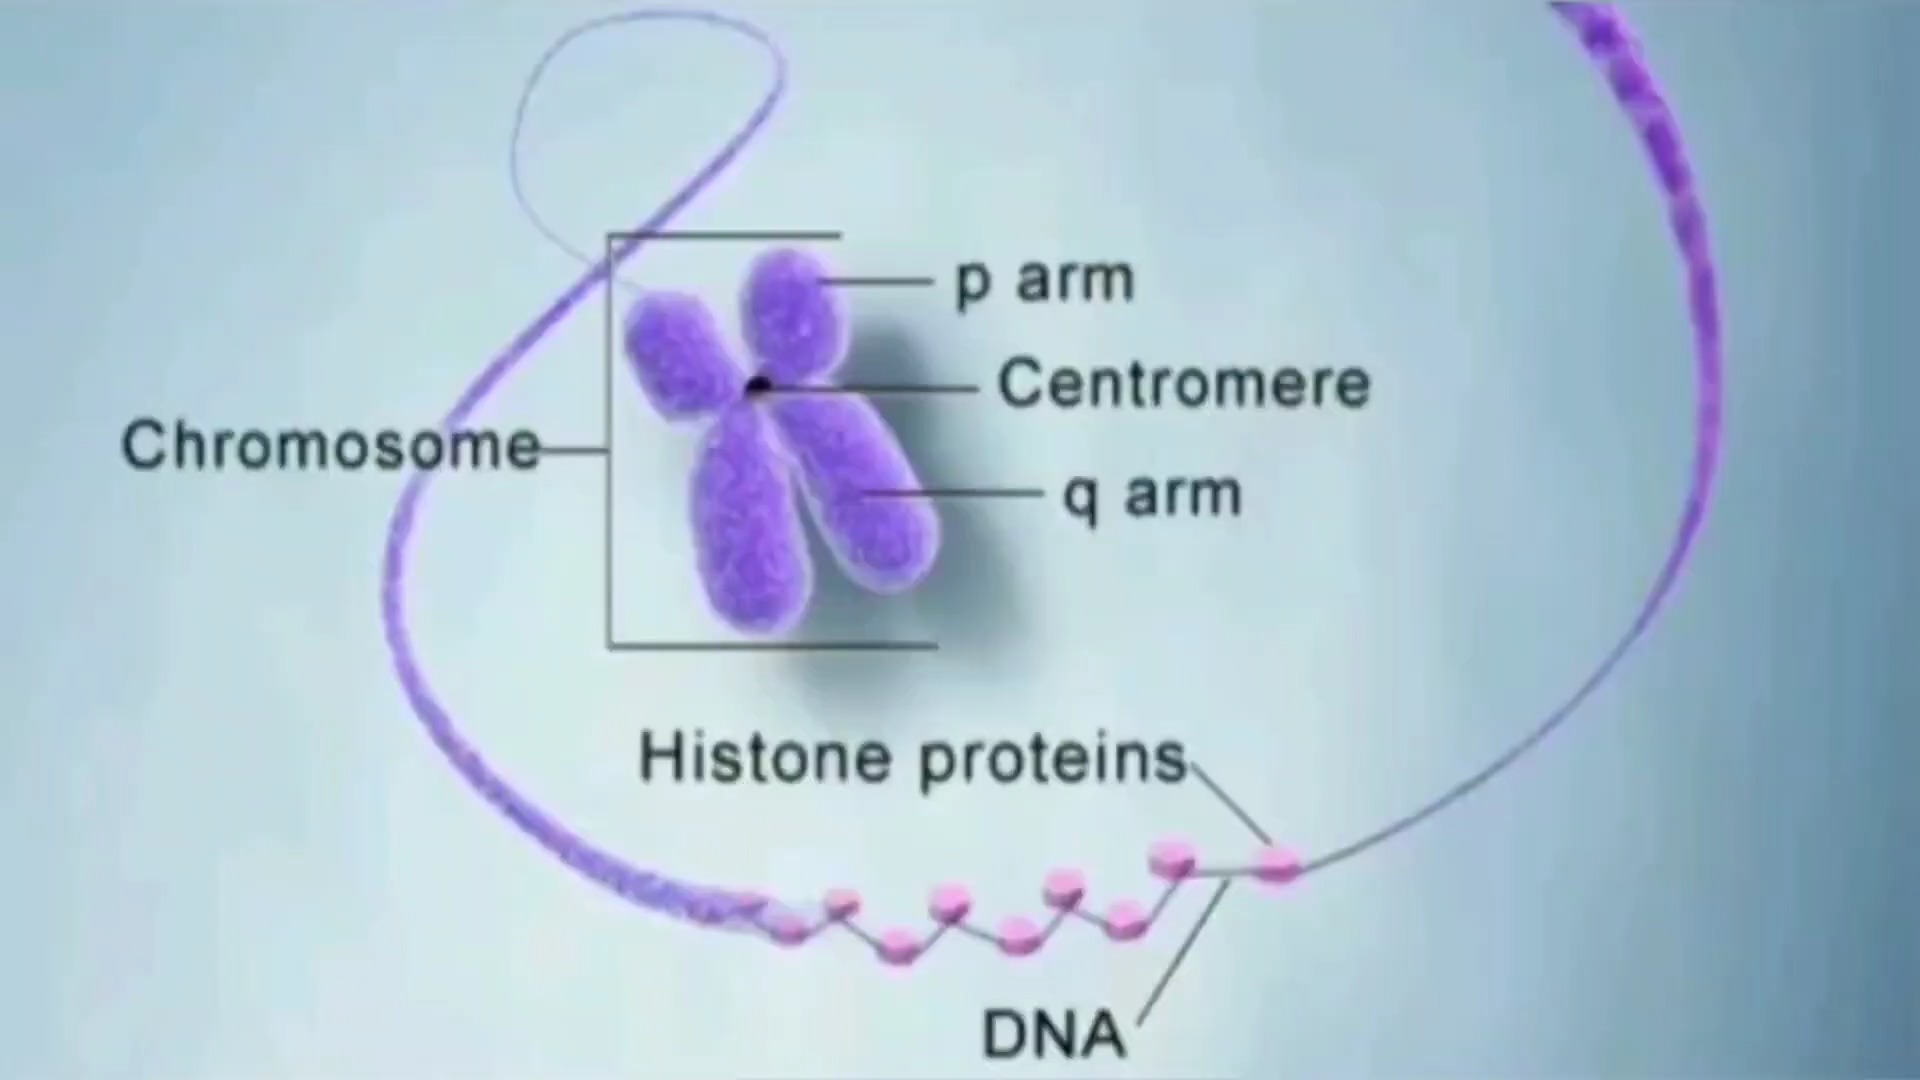 p arm
Centromere
Chromosome
q arm
Histone proteins
DNA